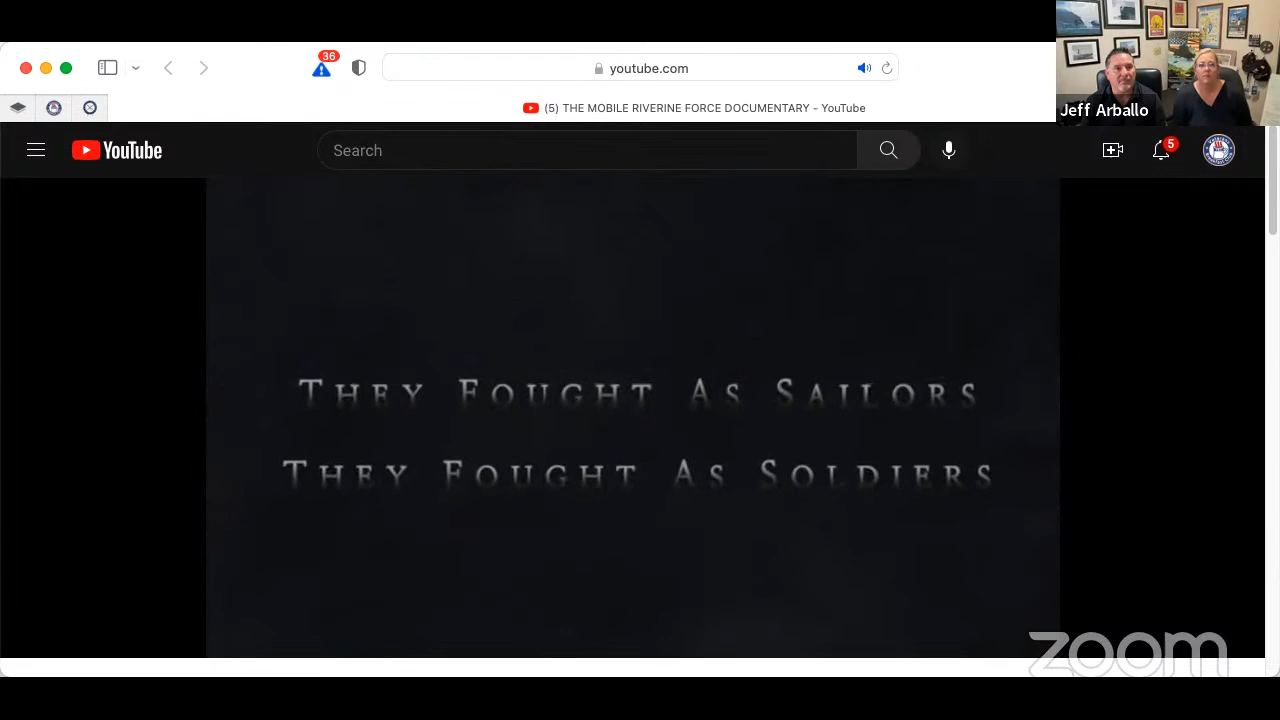 36
youtube.com
(5) THE MOBILE RIVERINE FORCE DOCUMENTARY - YouTube
Jeff Arballo
YouTube
Search
5
THEY FOUGHT AS SAILORS
THEY FOUGHT AS SOLDIERS
zoom